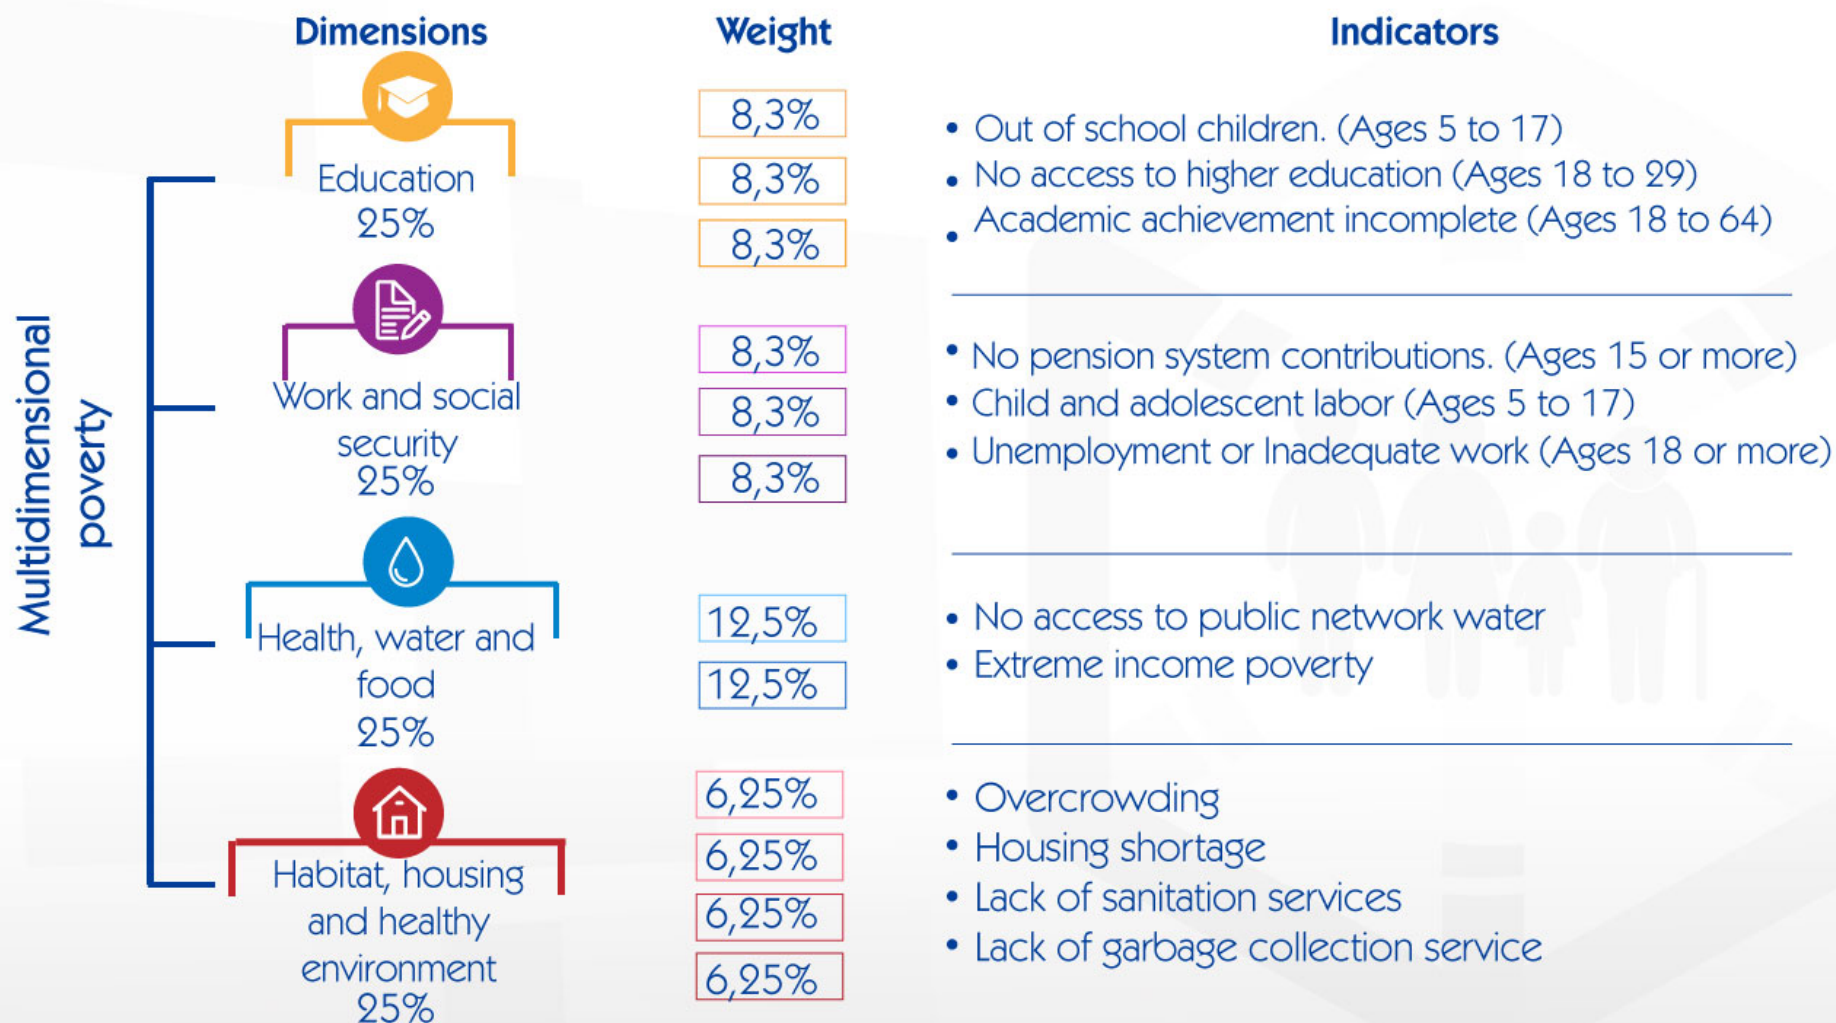 Dimensions
Weight
Indicators
Multidimensional
poverty
Education
25%
8,3%
8,3%
8,3%
• Out of school children. (Ages 5 to 17)
• No access to higher education (Ages 18 to 29)
• Academic achievement incomplete (Ages 18 to 64)
Work and social
security
25%
8,3%
8,3%
8,3%
• No pension system contributions. (Ages 15 or more)
• Child and adolescent labor (Ages 5 to 17)
• Unemployment or Inadequate work (Ages 18 or more)
Health, water and
food
25%
12,5%
12,5%
• No access to public network water
• Extreme income poverty
Habitat, housing
and healthy
environment
25%
6,25%
6,25%
6,25%
6,25%
• Overcrowding
• Housing shortage
• Lack of sanitation services
• Lack of garbage collection service